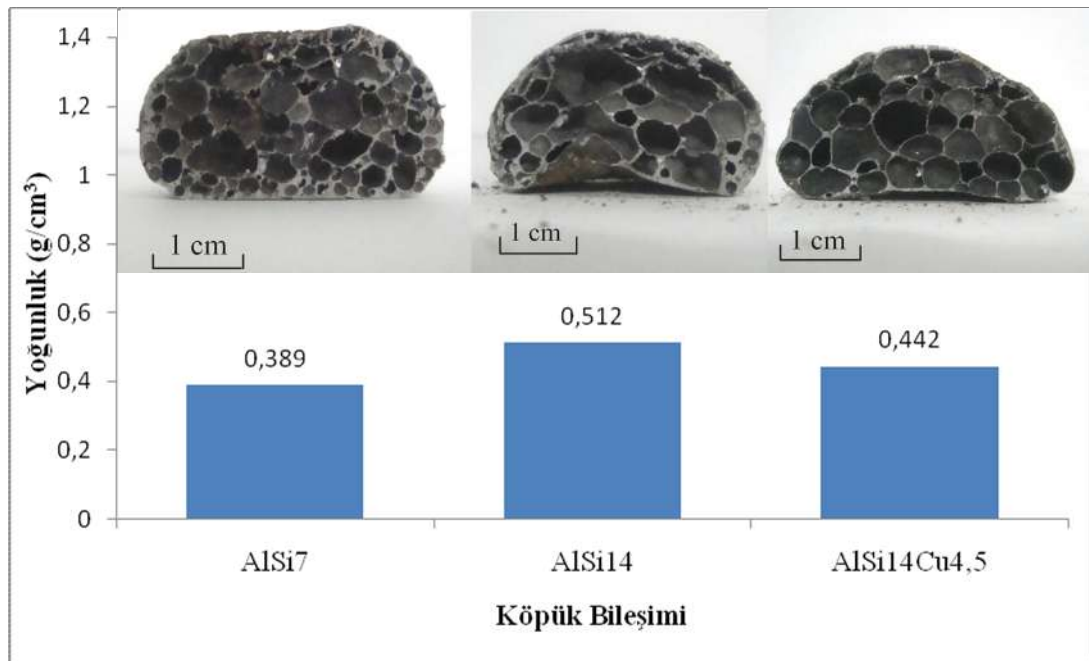 Yoğunluk (g/cm³)
1,4
1,2
1
0,8
0,6
0,4
0,2
0
1 cm
1 cm
1 cm
0,389
0,512
0,442
AlSi7
AlSi14
AlSi14Cu4,5
Köpük Bileşimi